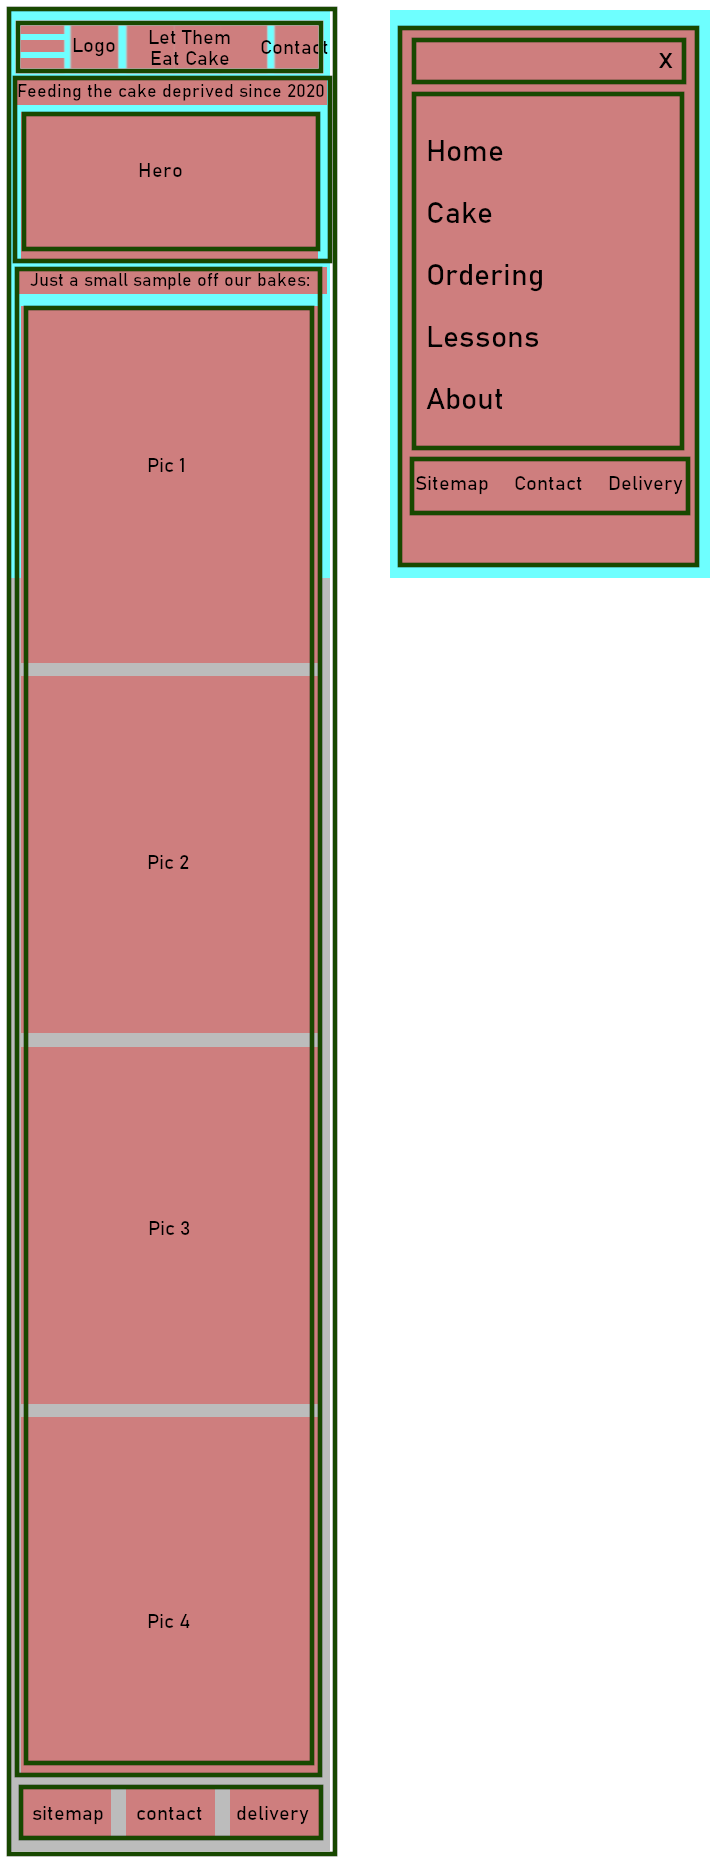 Logo
Let Them
Eat Cake
Contact
Feeding the cake deprived since 2020
Hero
Just a small sample off our bakes:
Pic 1
Pic 2
Pic 3
Pic 4
sitemap contact delivery
X
Home
Cake
Ordering
Lessons
About
Sitemap Contact Delivery